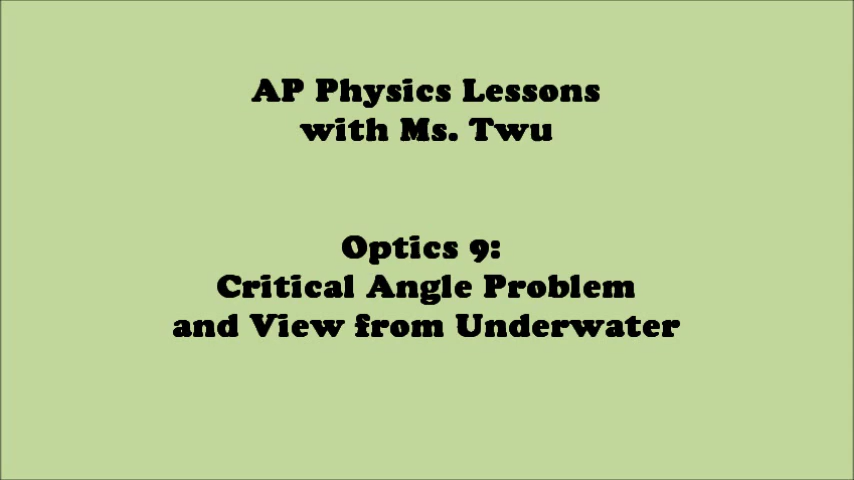 AP Physics Lessons
with Ms. Twu
Optics 9:
Critical Angle Problem
and View from Underwater